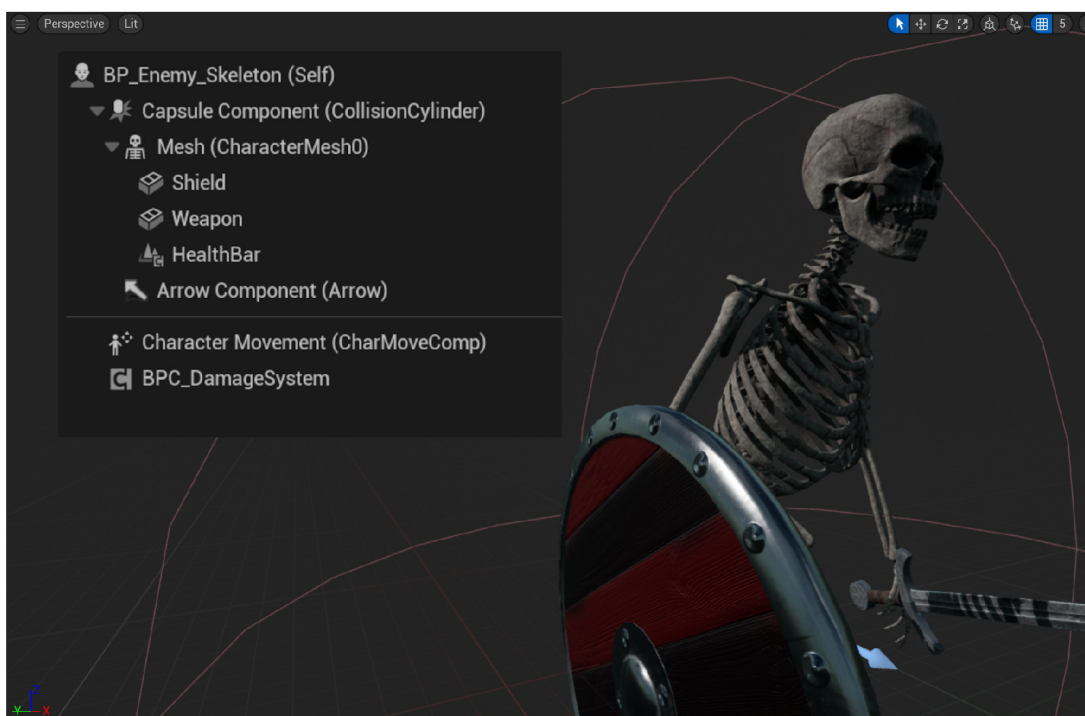 Perspective Lit 5
BP_Enemy_Skeleton (Self)
Capsule Component (CollisionCylinder)
Mesh (CharacterMesh0)
Shield
Weapon
HealthBar
Arrow Component (Arrow)
Character Movement (CharMoveComp)
BPC_DamageSystem
Z
Y X